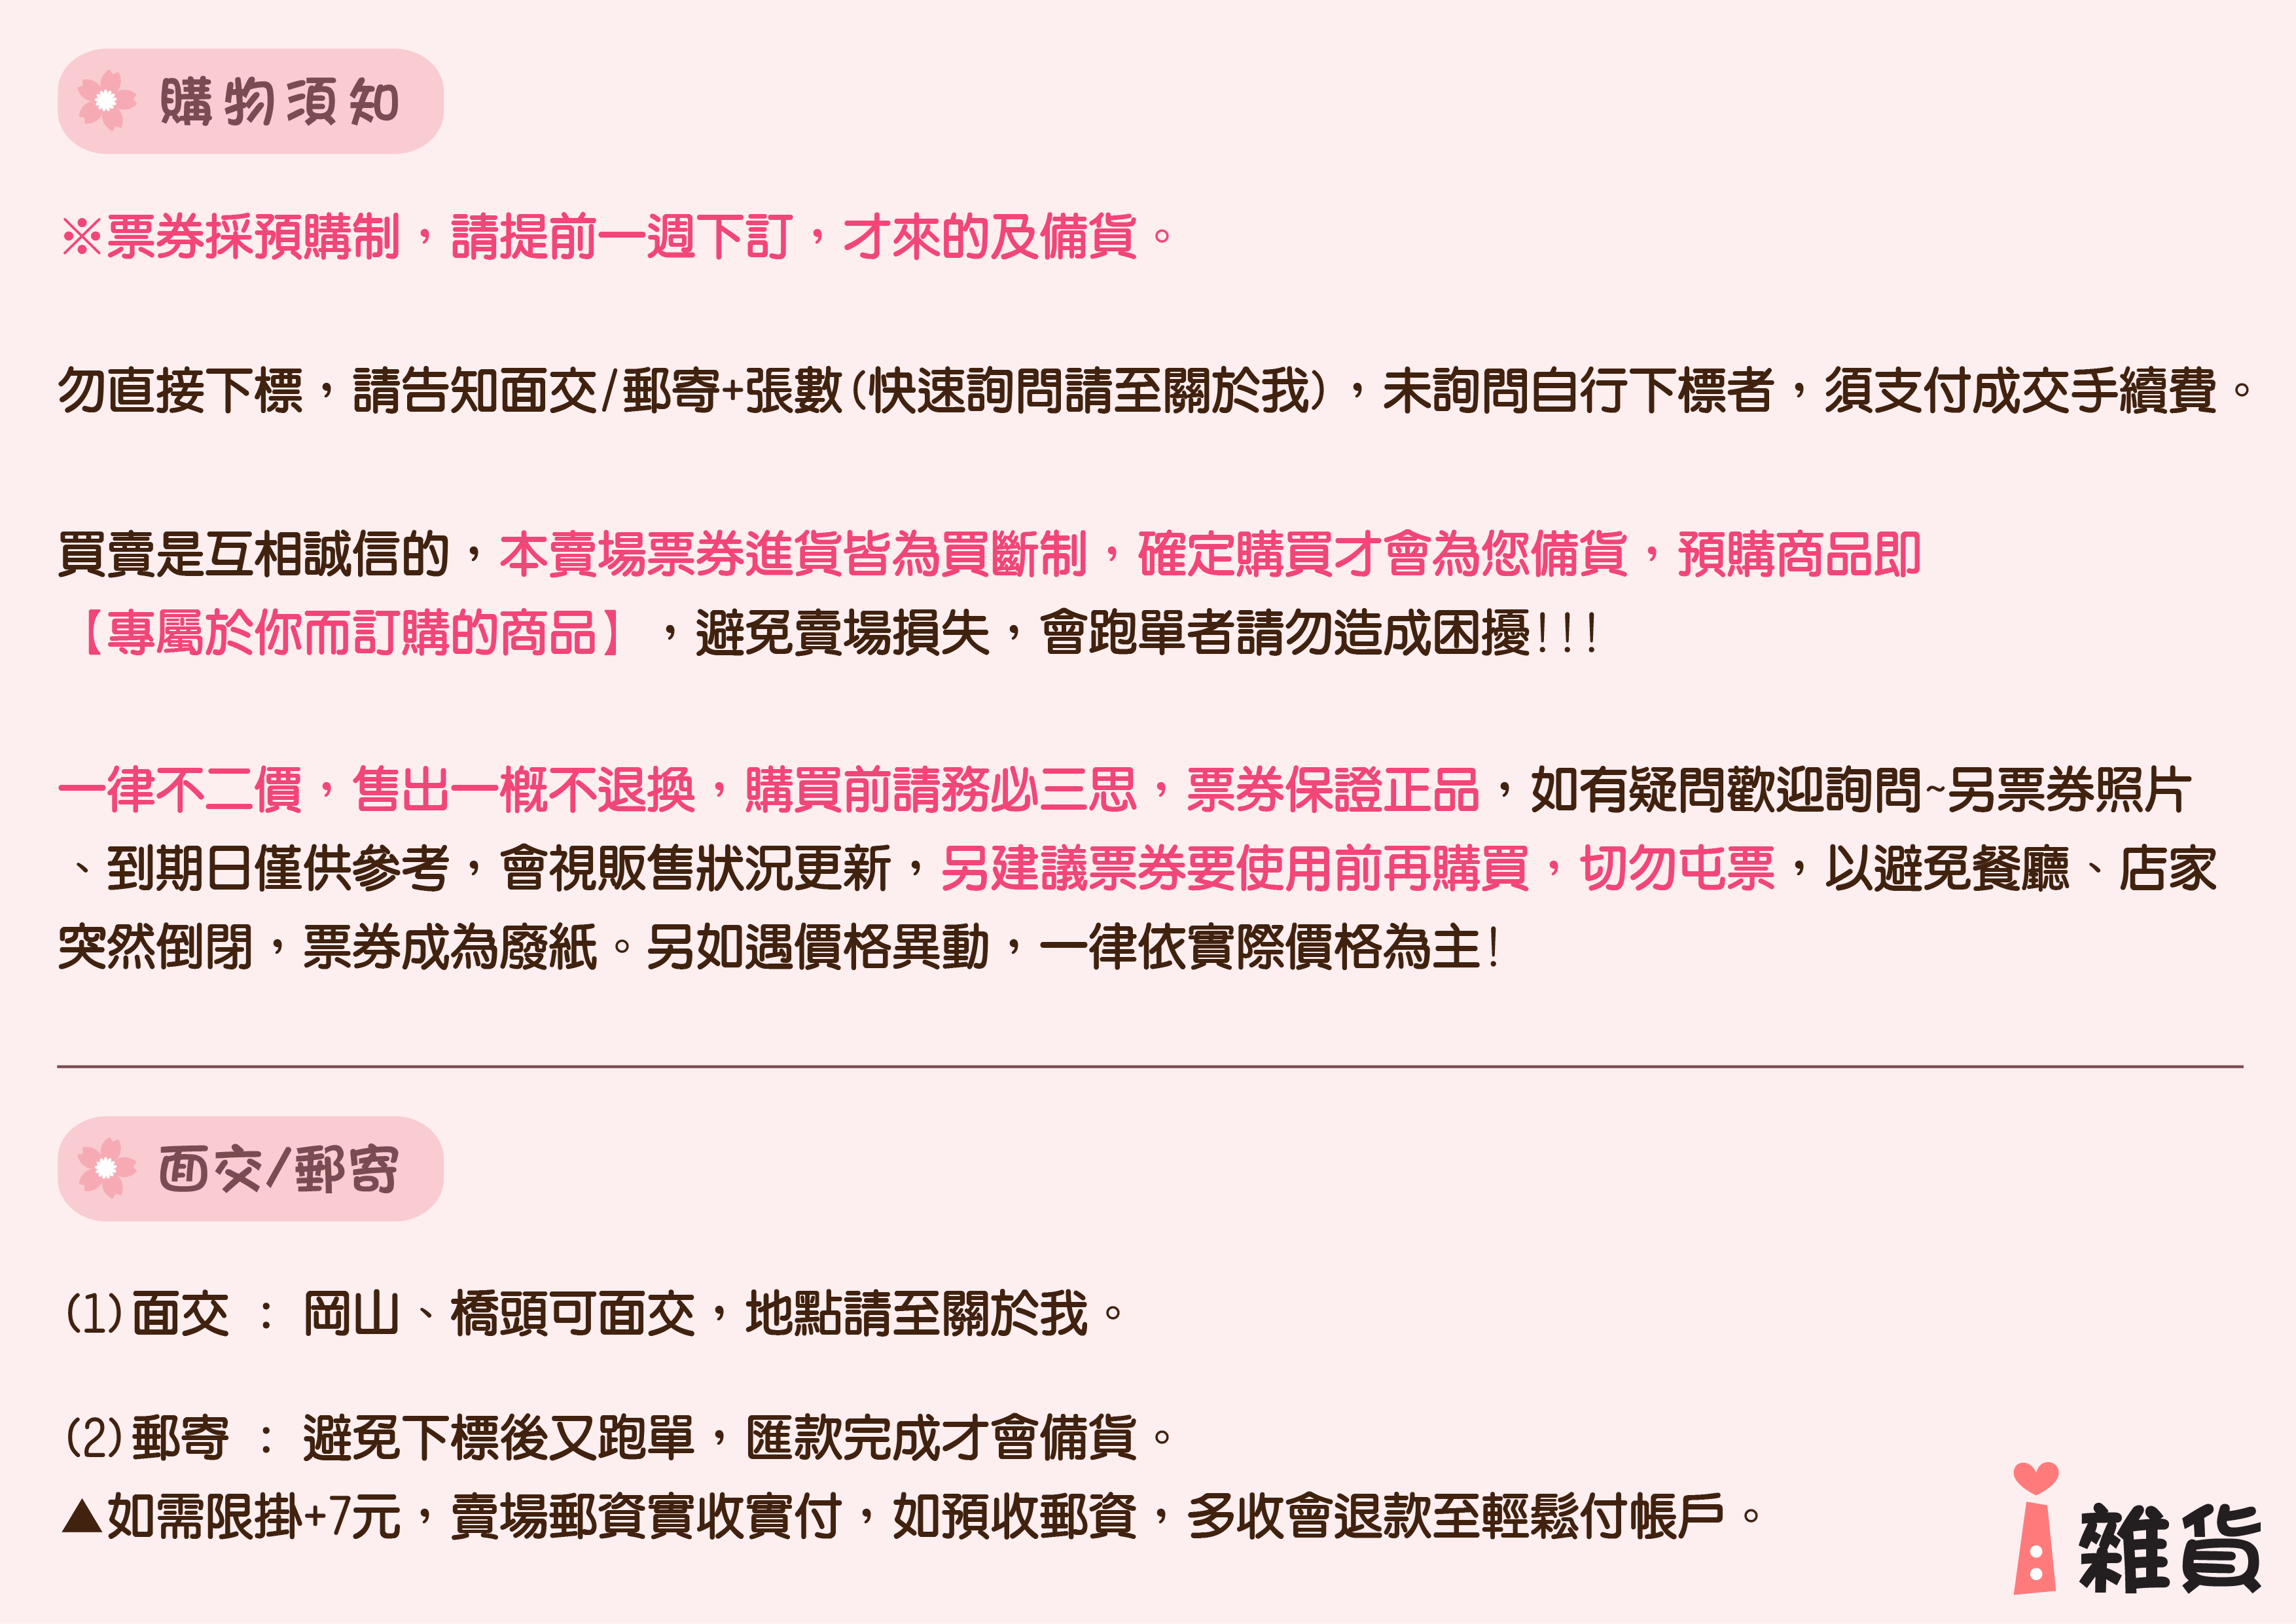 購物須知
※票券採預購制，請提前一週下訂，才來的及備貨。
勿直接下標，請告知面交/郵寄+張數(快速詢問請至關於我)，未詢問自行下標者，須支付成交手續費。
買賣是互相誠信的，本賣場票券進貨皆為買斷制，確定購買才會為您備貨，預購商品即
【專屬於你而訂購的商品】，避免賣場損失，會跑單者請勿造成困擾!!!
一律不二價，售出一概不退換，購買前請務必三思，票券保證正品，如有疑問歡迎詢問~另票券照片
、到期日僅供參考，會視販售狀況更新，另建議票券要使用前再購買，切勿屯票，以避免餐廳、店家
突然倒閉，票券成為廢紙。另如遇價格異動，一律依實際價格為主!
面交/郵寄
(1)面交 : 岡山、橋頭可面交，地點請至關於我。
(2)郵寄 : 避免下標後又跑單，匯款完成才會備貨。
▲如需限掛+7元，賣場郵資實收實付，如預收郵資，多收會退款至輕鬆付帳戶。
i雜貨